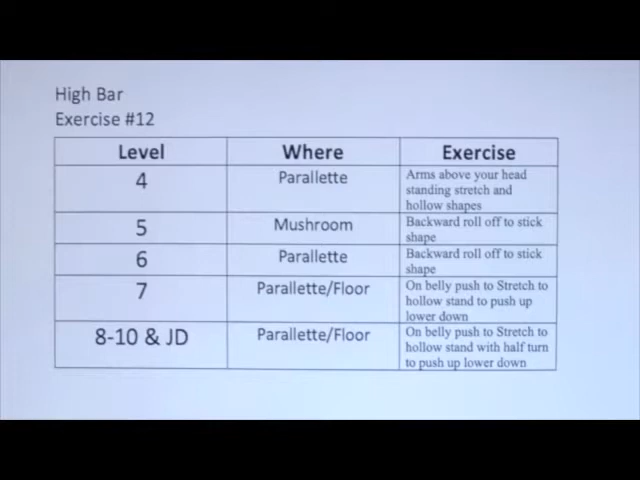 High Bar
Exercise #12
Level Where Exercise
4 Parallette Arms above your head
standing stretch and
hollow shapes
5 Mushroom Backward roll off to stick
shape
6 Parallette Backward roll off to stick
shape
7 Parallette/Floor On belly push to Stretch to
hollow stand to push up
lower down
8-10 & JD Parallette/Floor On belly push to Stretch to
hollow stand with half turn
to push up lower down